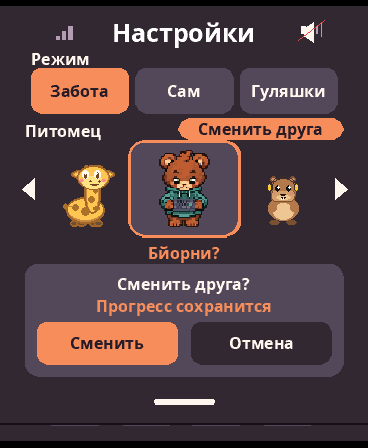 Настройки
Режим
Забота
Сам
Гуляшки
Питомец
Сменить друга
Бйорни?
Сменить друга?
Прогресс сохранится
Сменить
Отмена